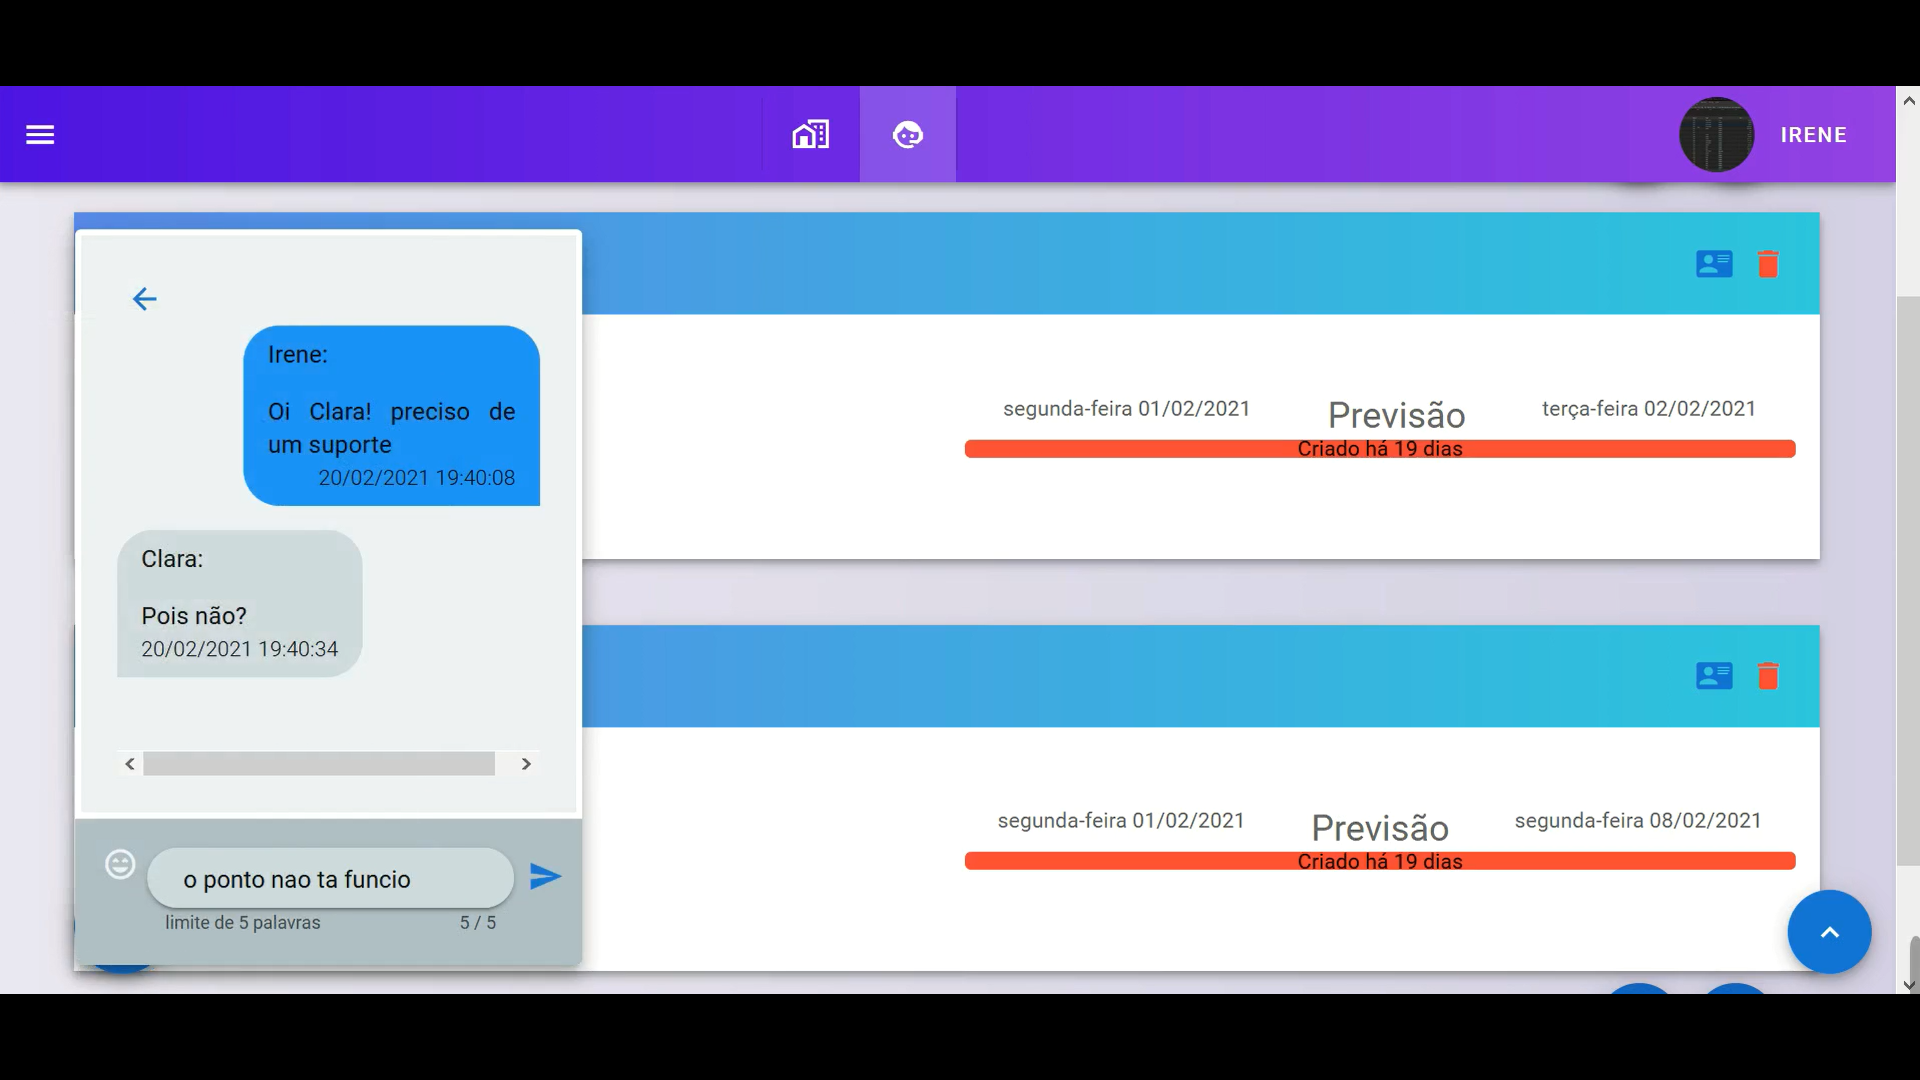 IRENE
Irene:
Oi Clara! preciso de
um suporte
20/02/2021 19:40:08
Clara:
Pois não?
20/02/2021 19:40:34
o ponto nao ta funcio
limite de 5 palavras
5 / 5
segunda-feira 01/02/2021
Previsão
terça-feira 02/02/2021
Criado há 19 dias
segunda-feira 01/02/2021
Previsão
segunda-feira 08/02/2021
Criado há 19 dias